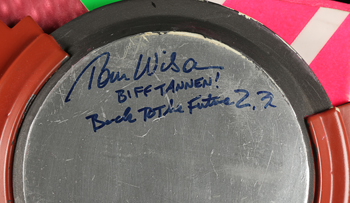 Tom Wilson
BIFF TANNEN!
Back To the Future 2, 3